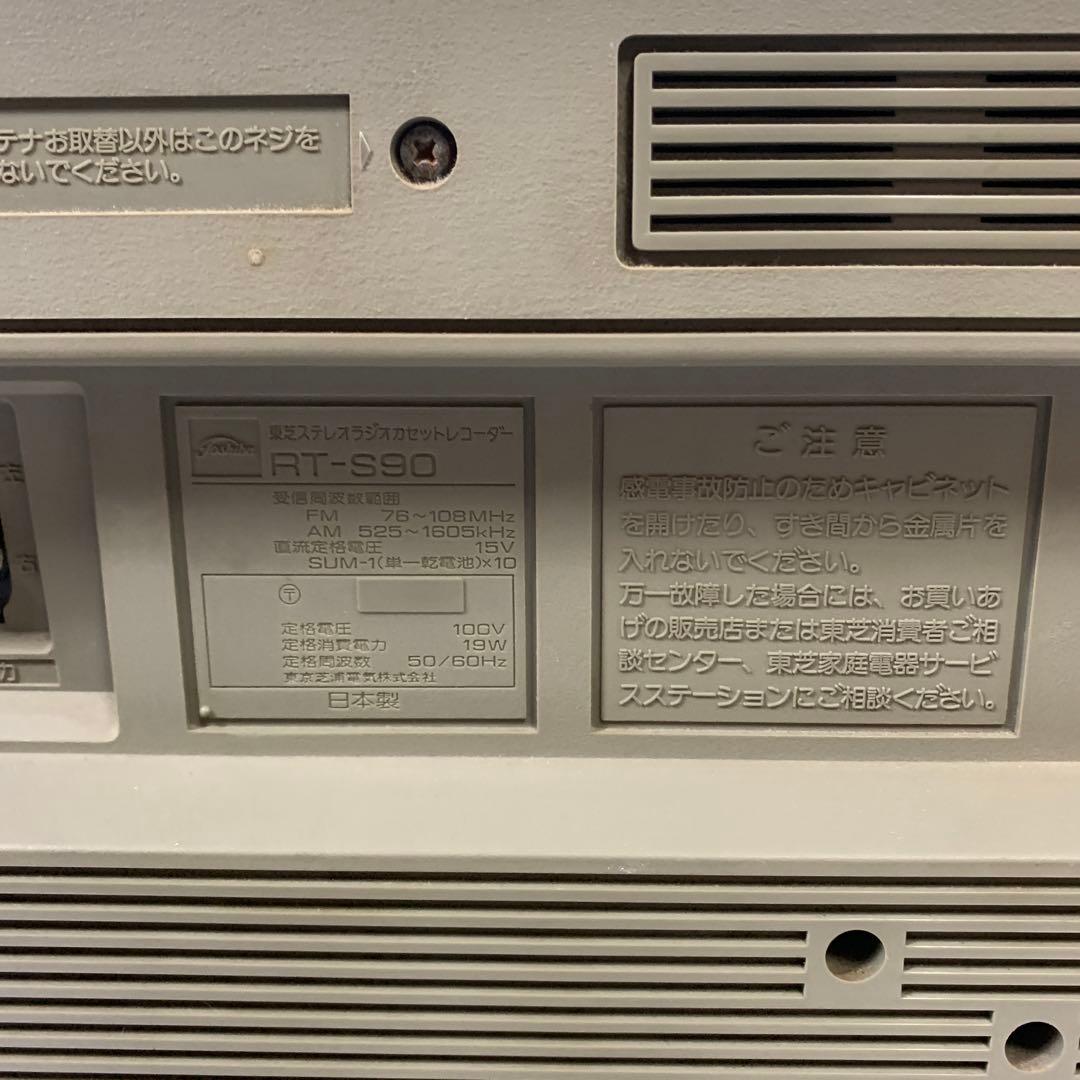 テナお取替以外はこのネジを
ないでください。
Toshiba
東芝ステレオラジオカセットレコーダー
RT-S90
受信周波数範囲
FM 76~108MHz
AM 525~1605kHz
直流定格電圧 15V
SUM-1(単一乾電池)×10
〒
定格電圧 100V
定格消費電力 19W
定格周波数 50/60Hz
東京芝浦電気株式会社
日本製
ご注意
感電事故防止のためキャビネット
を開けたり、すき間から金属片を
入れないでください。
万一故障した場合には、お買いあ
げの販売店または東芝消費者ご相
談センター、東芝家庭電器サービ
スステーションにご相談ください。
右
力